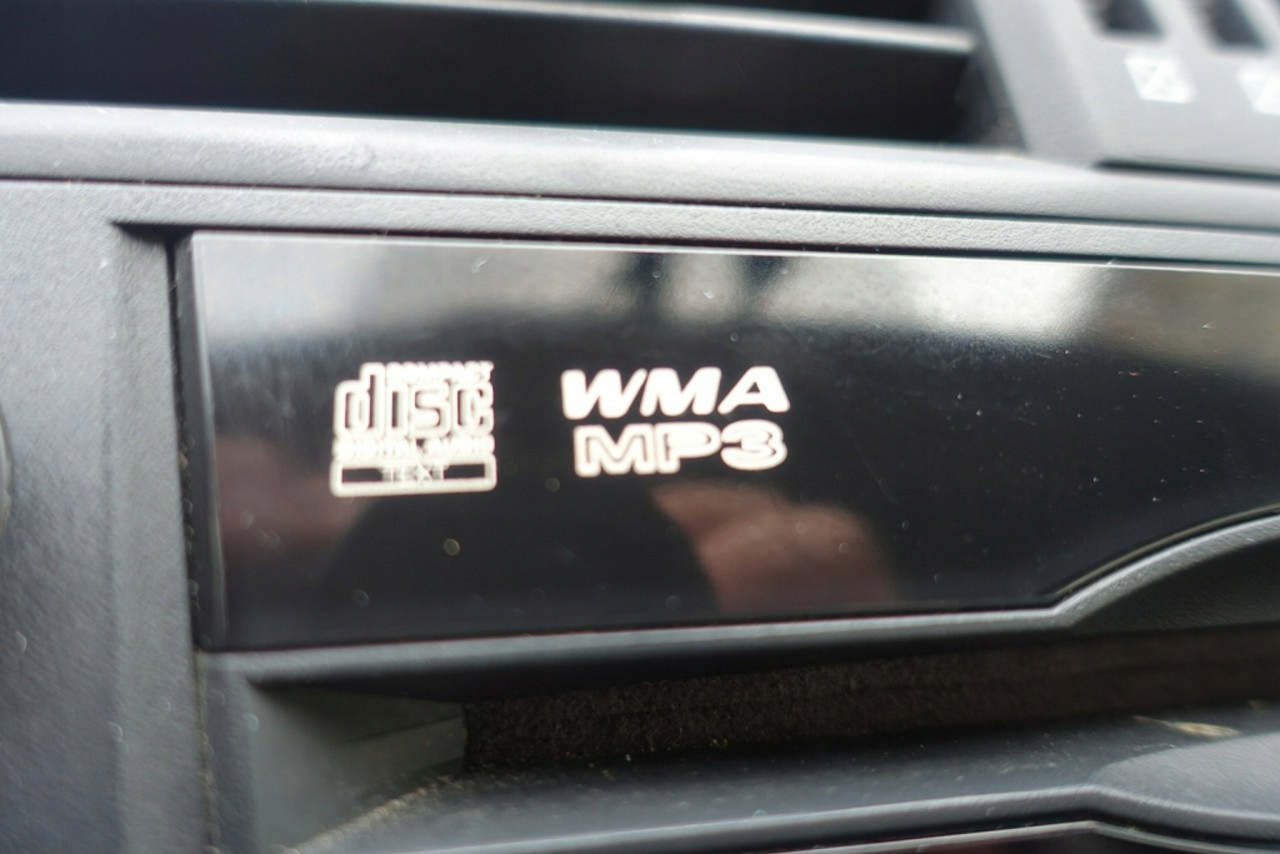 COMPACT
disc
DIGITAL AUDIO
TEXT
WMA
MP3